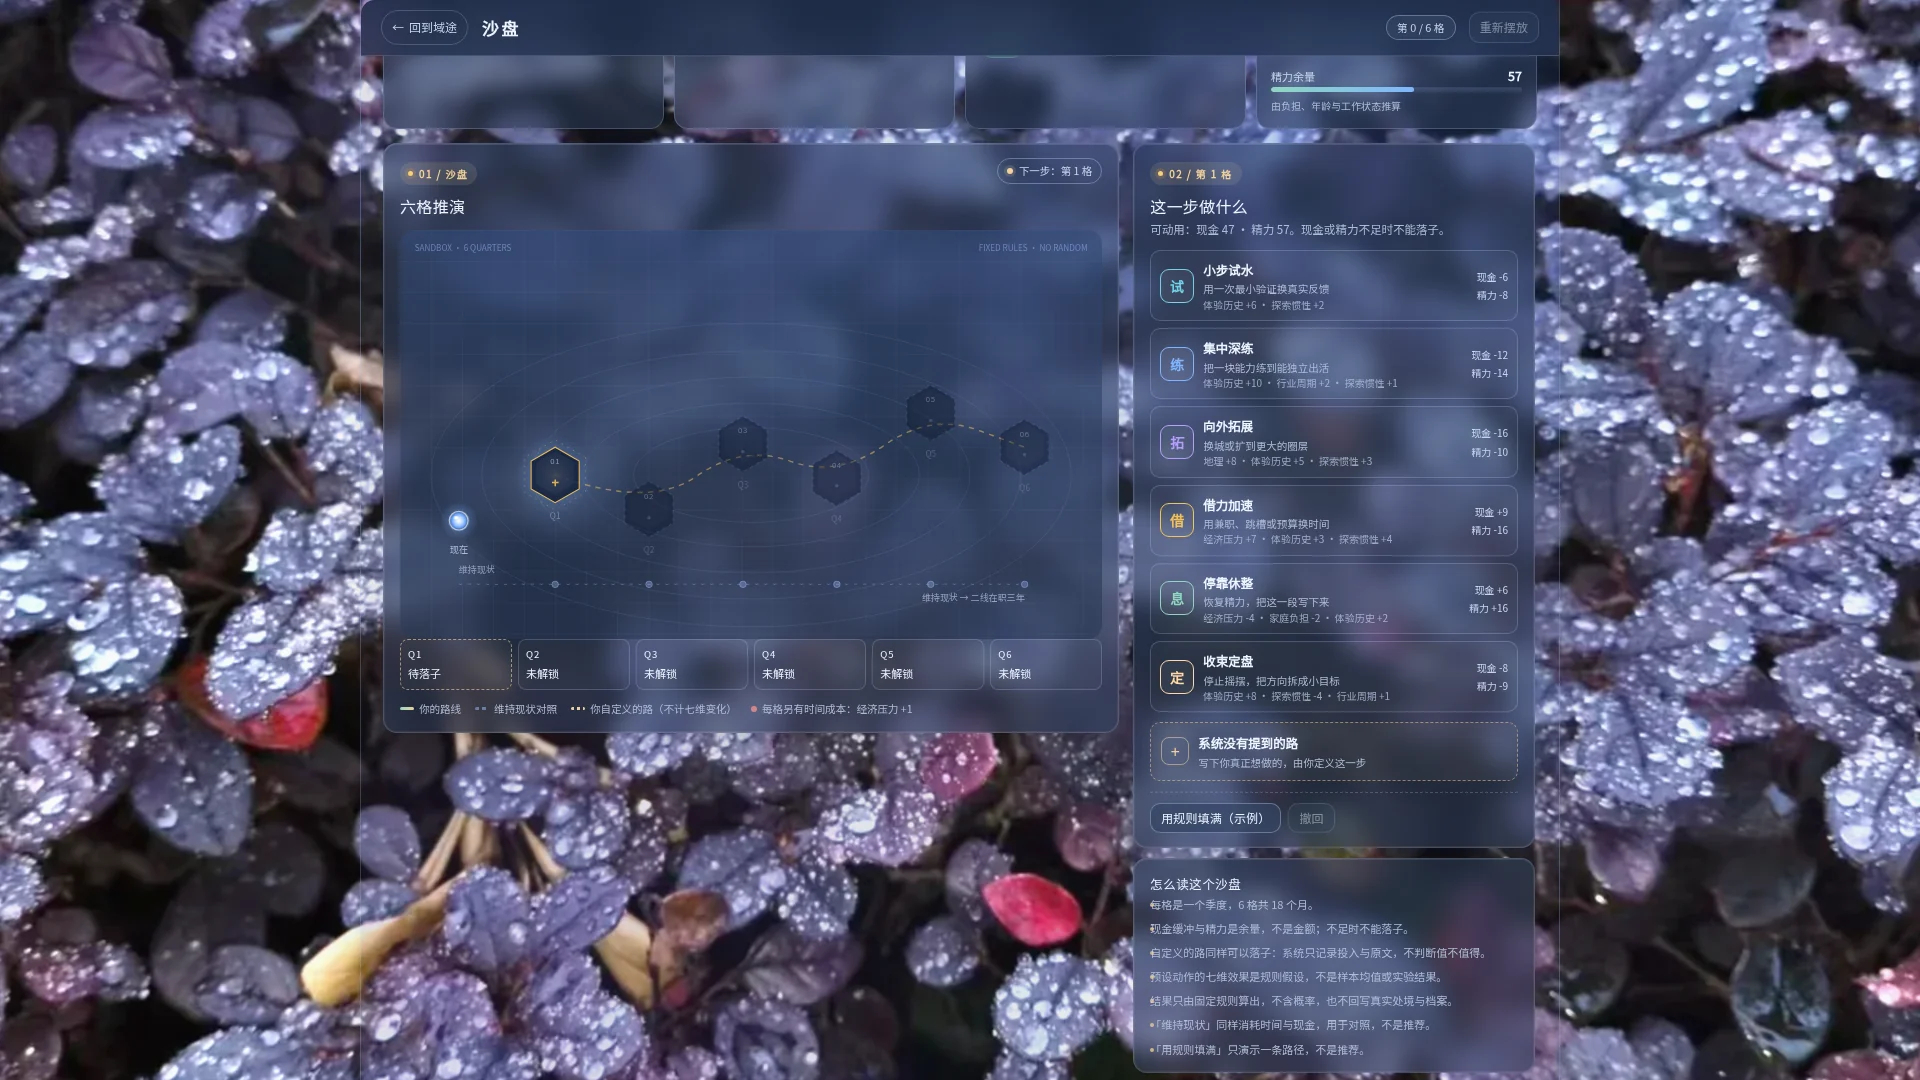 ← 回到域途
沙盘
第 0 / 6 格
重新摆放
精力余量
57
由负担、年龄与工作状态推算
01 / 沙盘
下一步：第 1 格
六格推演
SANDBOX · 6 QUARTERS
FIXED RULES · NO RANDOM
01
+
Q1
02
Q2
03
Q3
04
Q4
05
Q5
06
Q6
现在
维持现状
维持现状 → 二线在职三年
Q1
待落子
Q2
未解锁
Q3
未解锁
Q4
未解锁
Q5
未解锁
Q6
未解锁
你的路线
维持现状对照
你自定义的路（不计七维变化）
每格另有时间成本：经济压力 +1
02 / 第 1 格
这一步做什么
可动用：现金 47 · 精力 57。现金或精力不足时不能落子。
试
小步试水
用一次最小验证换真实反馈
体验历史 +6 · 探索惯性 +2
现金 -6
精力 -8
练
集中深练
把一块能力练到能独立出活
体验历史 +10 · 行业周期 +2 · 探索惯性 +1
现金 -12
精力 -14
拓
向外拓展
换城或扩到更大的圈层
地理 +8 · 体验历史 +5 · 探索惯性 +3
现金 -16
精力 -10
借
借力加速
用兼职、跳槽或预算换时间
经济压力 +7 · 体验历史 +3 · 探索惯性 +4
现金 +9
精力 -16
息
停靠休整
恢复精力，把这一段写下来
经济压力 -4 · 家庭负担 -2 · 体验历史 +2
现金 +6
精力 +16
定
收束定盘
停止摇摆，把方向拆成小目标
体验历史 +8 · 探索惯性 -4 · 行业周期 +1
现金 -8
精力 -9
+
系统没有提到的路
写下你真正想做的，由你定义这一步
用规则填满（示例）
撤回
怎么读这个沙盘
每格是一个季度，6 格共 18 个月。
现金缓冲与精力是余量，不是金额；不足时不能落子。
自定义的路同样可以落子：系统只记录投入与原文，不判断值不值得。
预设动作的七维效果是规则假设，不是样本均值或实验结果。
结果只由固定规则算出，不含概率，也不回写真实处境与档案。
「维持现状」同样消耗时间与现金，用于对照，不是推荐。
「用规则填满」只演示一条路径，不是推荐。